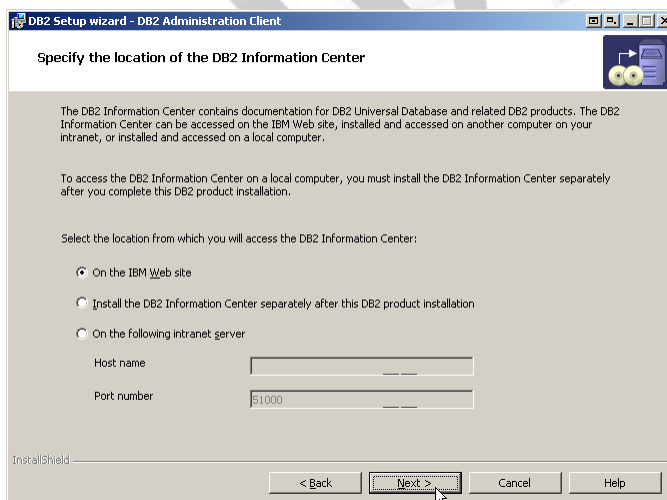 DB2 Setup wizard - DB2 Administration Client
Specify the location of the DB2 Information Center
The DB2 Information Center contains documentation for DB2 Universal Database and related DB2 products. The DB2
Information Center can be accessed on the IBM Web site, installed and accessed on another computer on your
intranet, or installed and accessed on a local computer.
To access the DB2 Information Center on a local computer, you must install the DB2 Information Center separately
after you complete this DB2 product installation.
Select the location from which you will access the DB2 Information Center:
On the IBM Web site
Install the DB2 Information Center separately after this DB2 product installation
On the following intranet server
Host name
Port number
51000
InstallShield
< Back
Next >
Cancel
Help